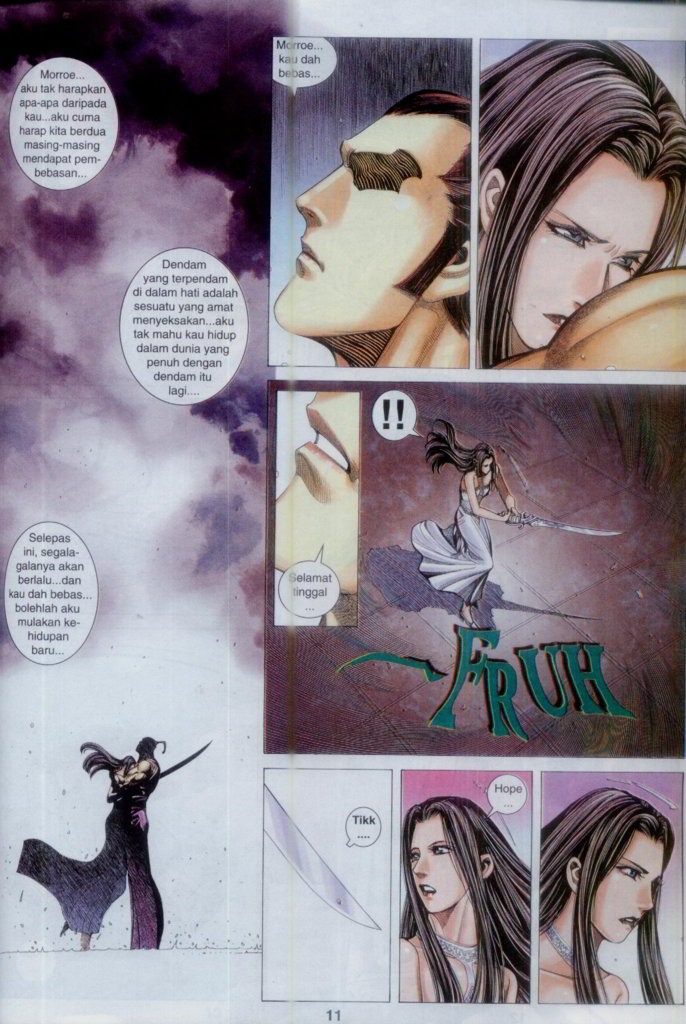 Morroe...
aku tak harapkan
apa-apa daripada
kau...aku cuma
harap kita berdua
masing-masing
mendapat pem-
bebasan...
Dendam
yang terpendam
di dalam hati adalah
sesuatu yang amat
menyeksakan...aku
tak mahu kau hidup
dalam dunia yang
penuh dengan
dendam itu
lagi....
Selepas
ini, segala-
galanya akan
berlalu...dan
kau dah bebas...
bolehlah aku
mulakan ke-
hidupan
baru...
Morroe...
kau dah
bebas...
!!
Selamat
tinggal
...
FRUH
Tikk
....
Hope
...
11